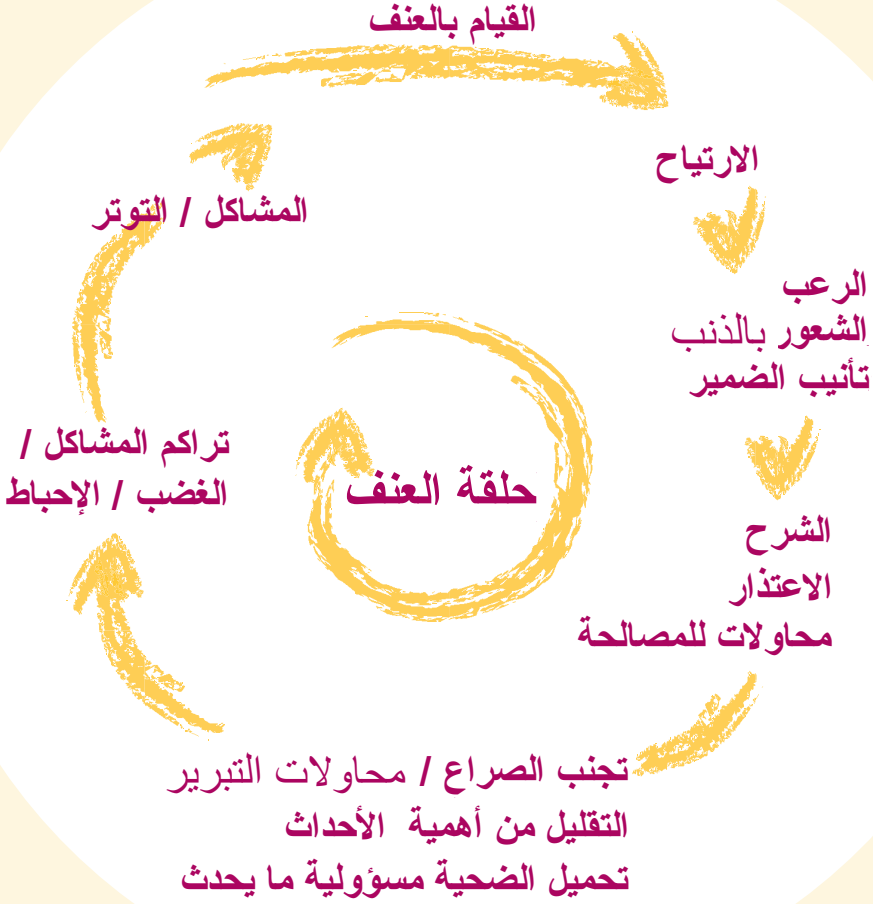 القيام بالعنف
الارتياح
الرعب
الشعور بالذنب
تأنيب الضمير
الشرح
الاعتذار
محاولات للمصالحة
تجنب الصراع / محاولات التبرير
التقليل من أهمية الأحداث
تحميل الضحية مسؤولية ما يحدث
تراكم المشاكل /
الغضب / الإحباط
المشاكل / التوتر
حلقة العنف